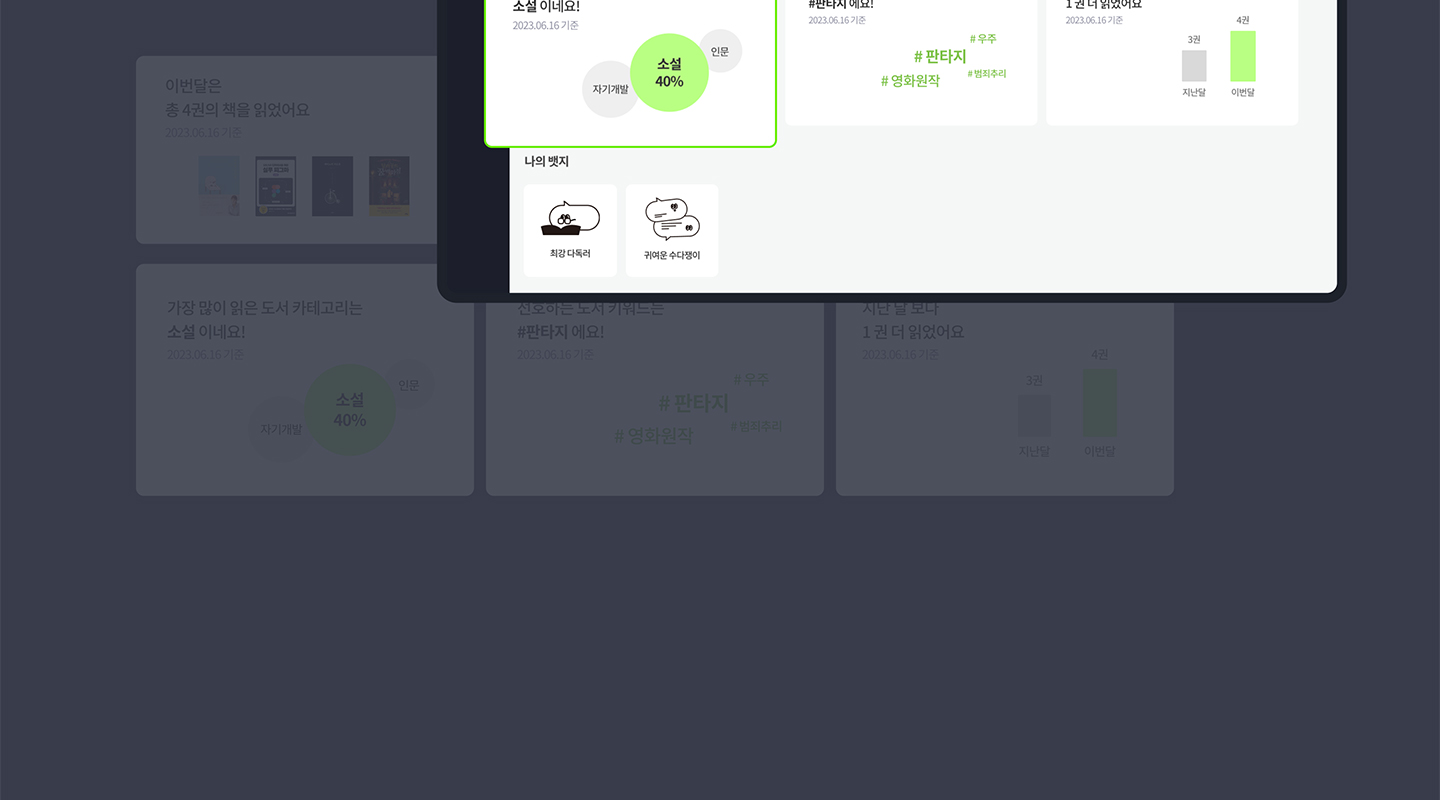 소설 이네요!
2023.06.16 기준
자기개발
소설
40%
인문
#판타지 에요!
2023.06.16 기준
# 우주
# 판타지
# 영화원작
# 범죄추리
1 권 더 읽었어요
2023.06.16 기준
3권
4권
지난달
이번달
나의 뱃지
최강 다독러
귀여운 수다쟁이
이번달은
총 4권의 책을 읽었어요
2023.06.16 기준
가장 많이 읽은 도서 카테고리는
소설 이네요!
2023.06.16 기준
자기개발
소설
40%
인문
선호하는 도서 키워드는
#판타지 에요!
2023.06.16 기준
# 우주
# 판타지
# 영화원작
# 범죄추리
지난 달 보다
1 권 더 읽었어요
2023.06.16 기준
3권
4권
지난달
이번달